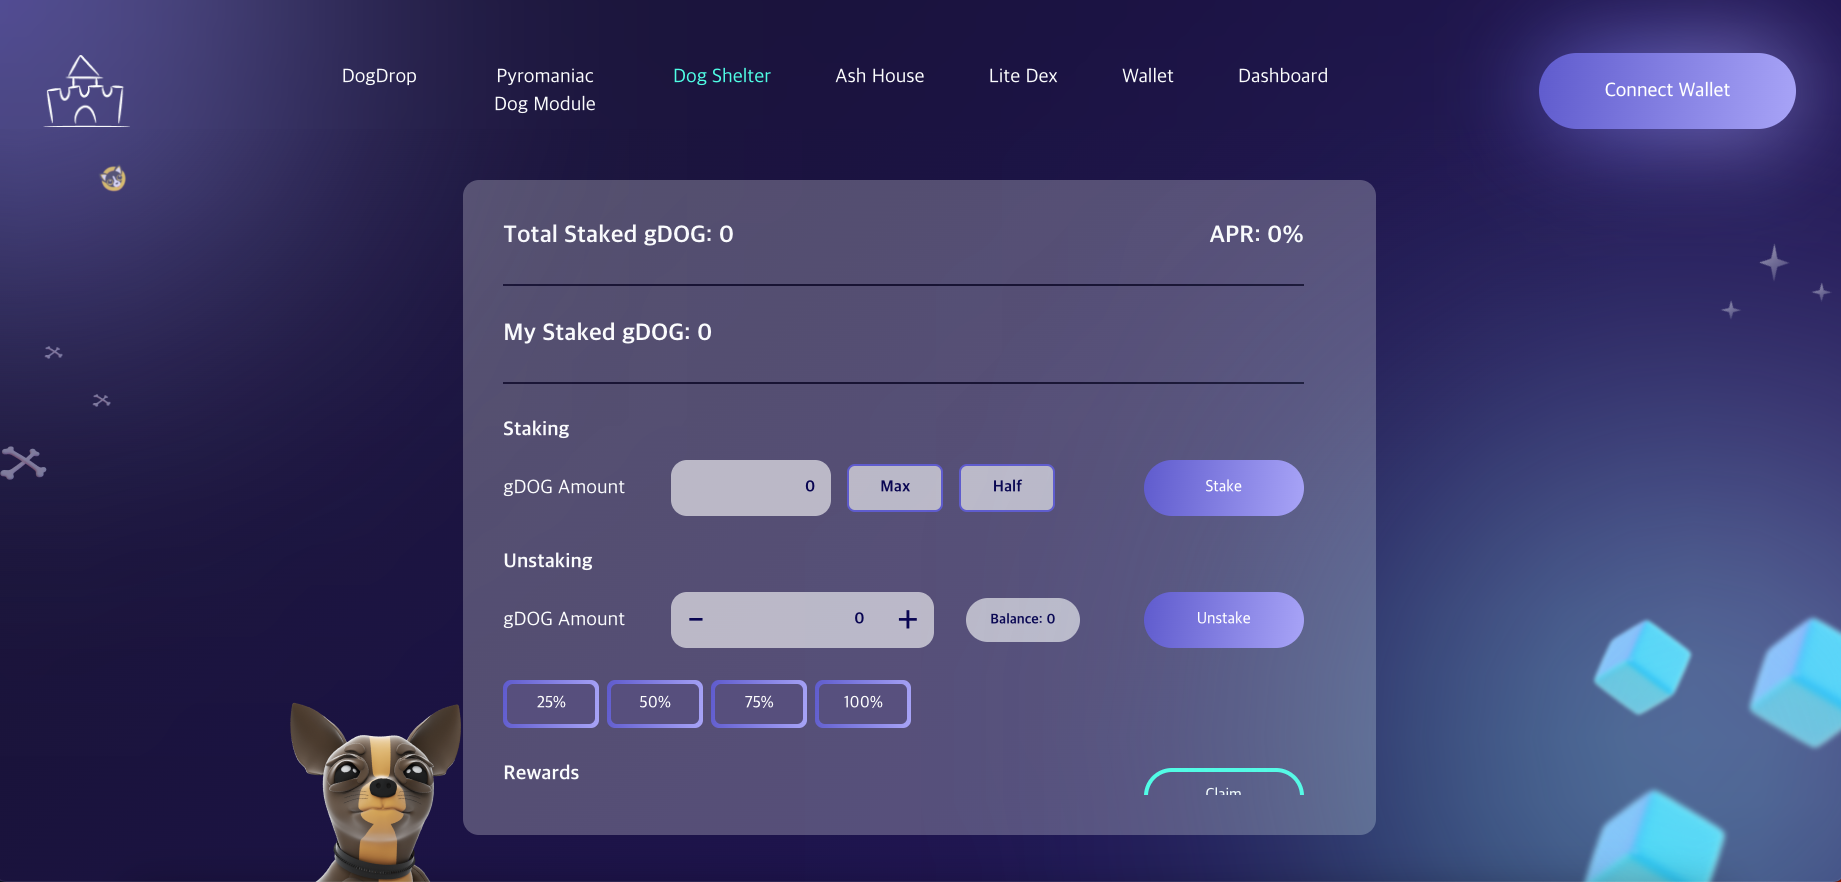 DogDrop
Pyromaniac
Dog Module
Dog Shelter
Ash House
Lite Dex
Wallet
Dashboard
Connect Wallet
Total Staked gDOG: 0
APR: 0%
My Staked gDOG: 0
Staking
gDOG Amount
0
Max
Half
Stake
Unstaking
gDOG Amount
−
0
+
Balance: 0
Unstake
25%
50%
75%
100%
Rewards
Claim